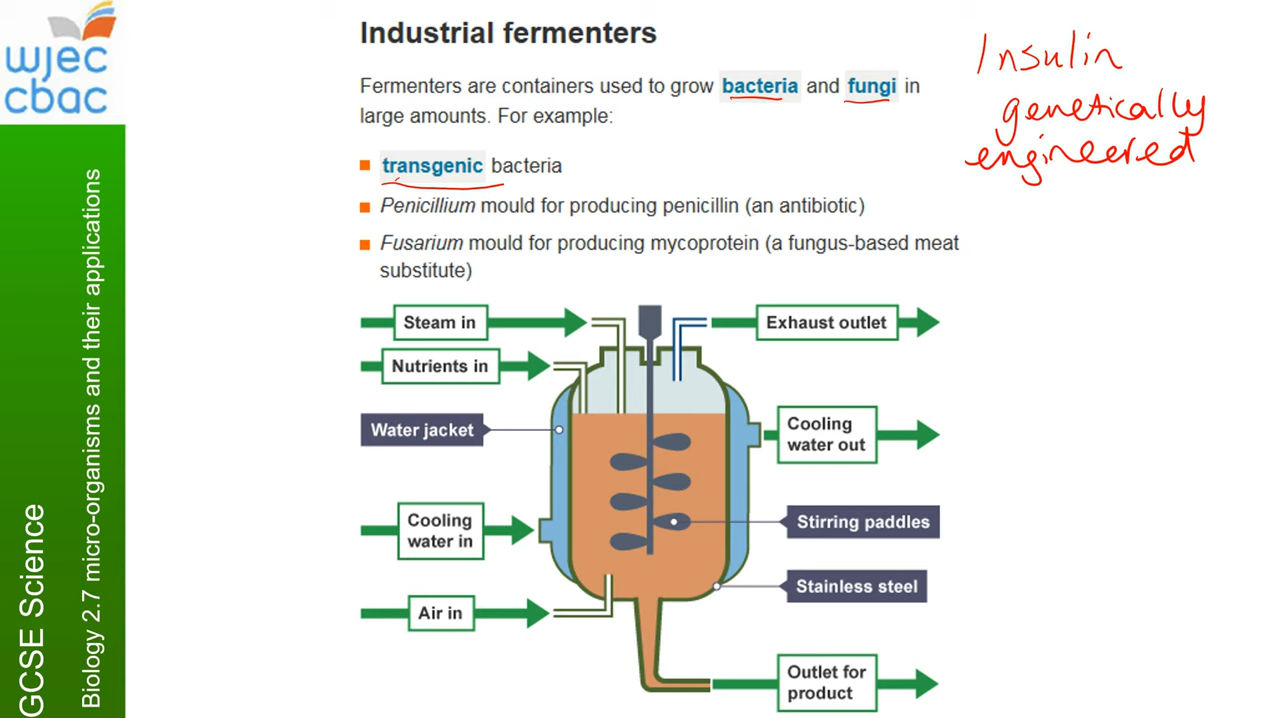 wjec
cbac
GCSE Science
Biology 2.7 micro-organisms and their applications
Industrial fermenters
Fermenters are containers used to grow bacteria and fungi in
large amounts. For example:
transgenic bacteria
Penicillium mould for producing penicillin (an antibiotic)
Fusarium mould for producing mycoprotein (a fungus-based meat
substitute)
Insulin
genetically
engineered
Steam in
Exhaust outlet
Nutrients in
Water jacket
Cooling
water out
Cooling
water in
Stirring paddles
Stainless steel
Air in
Outlet for
product